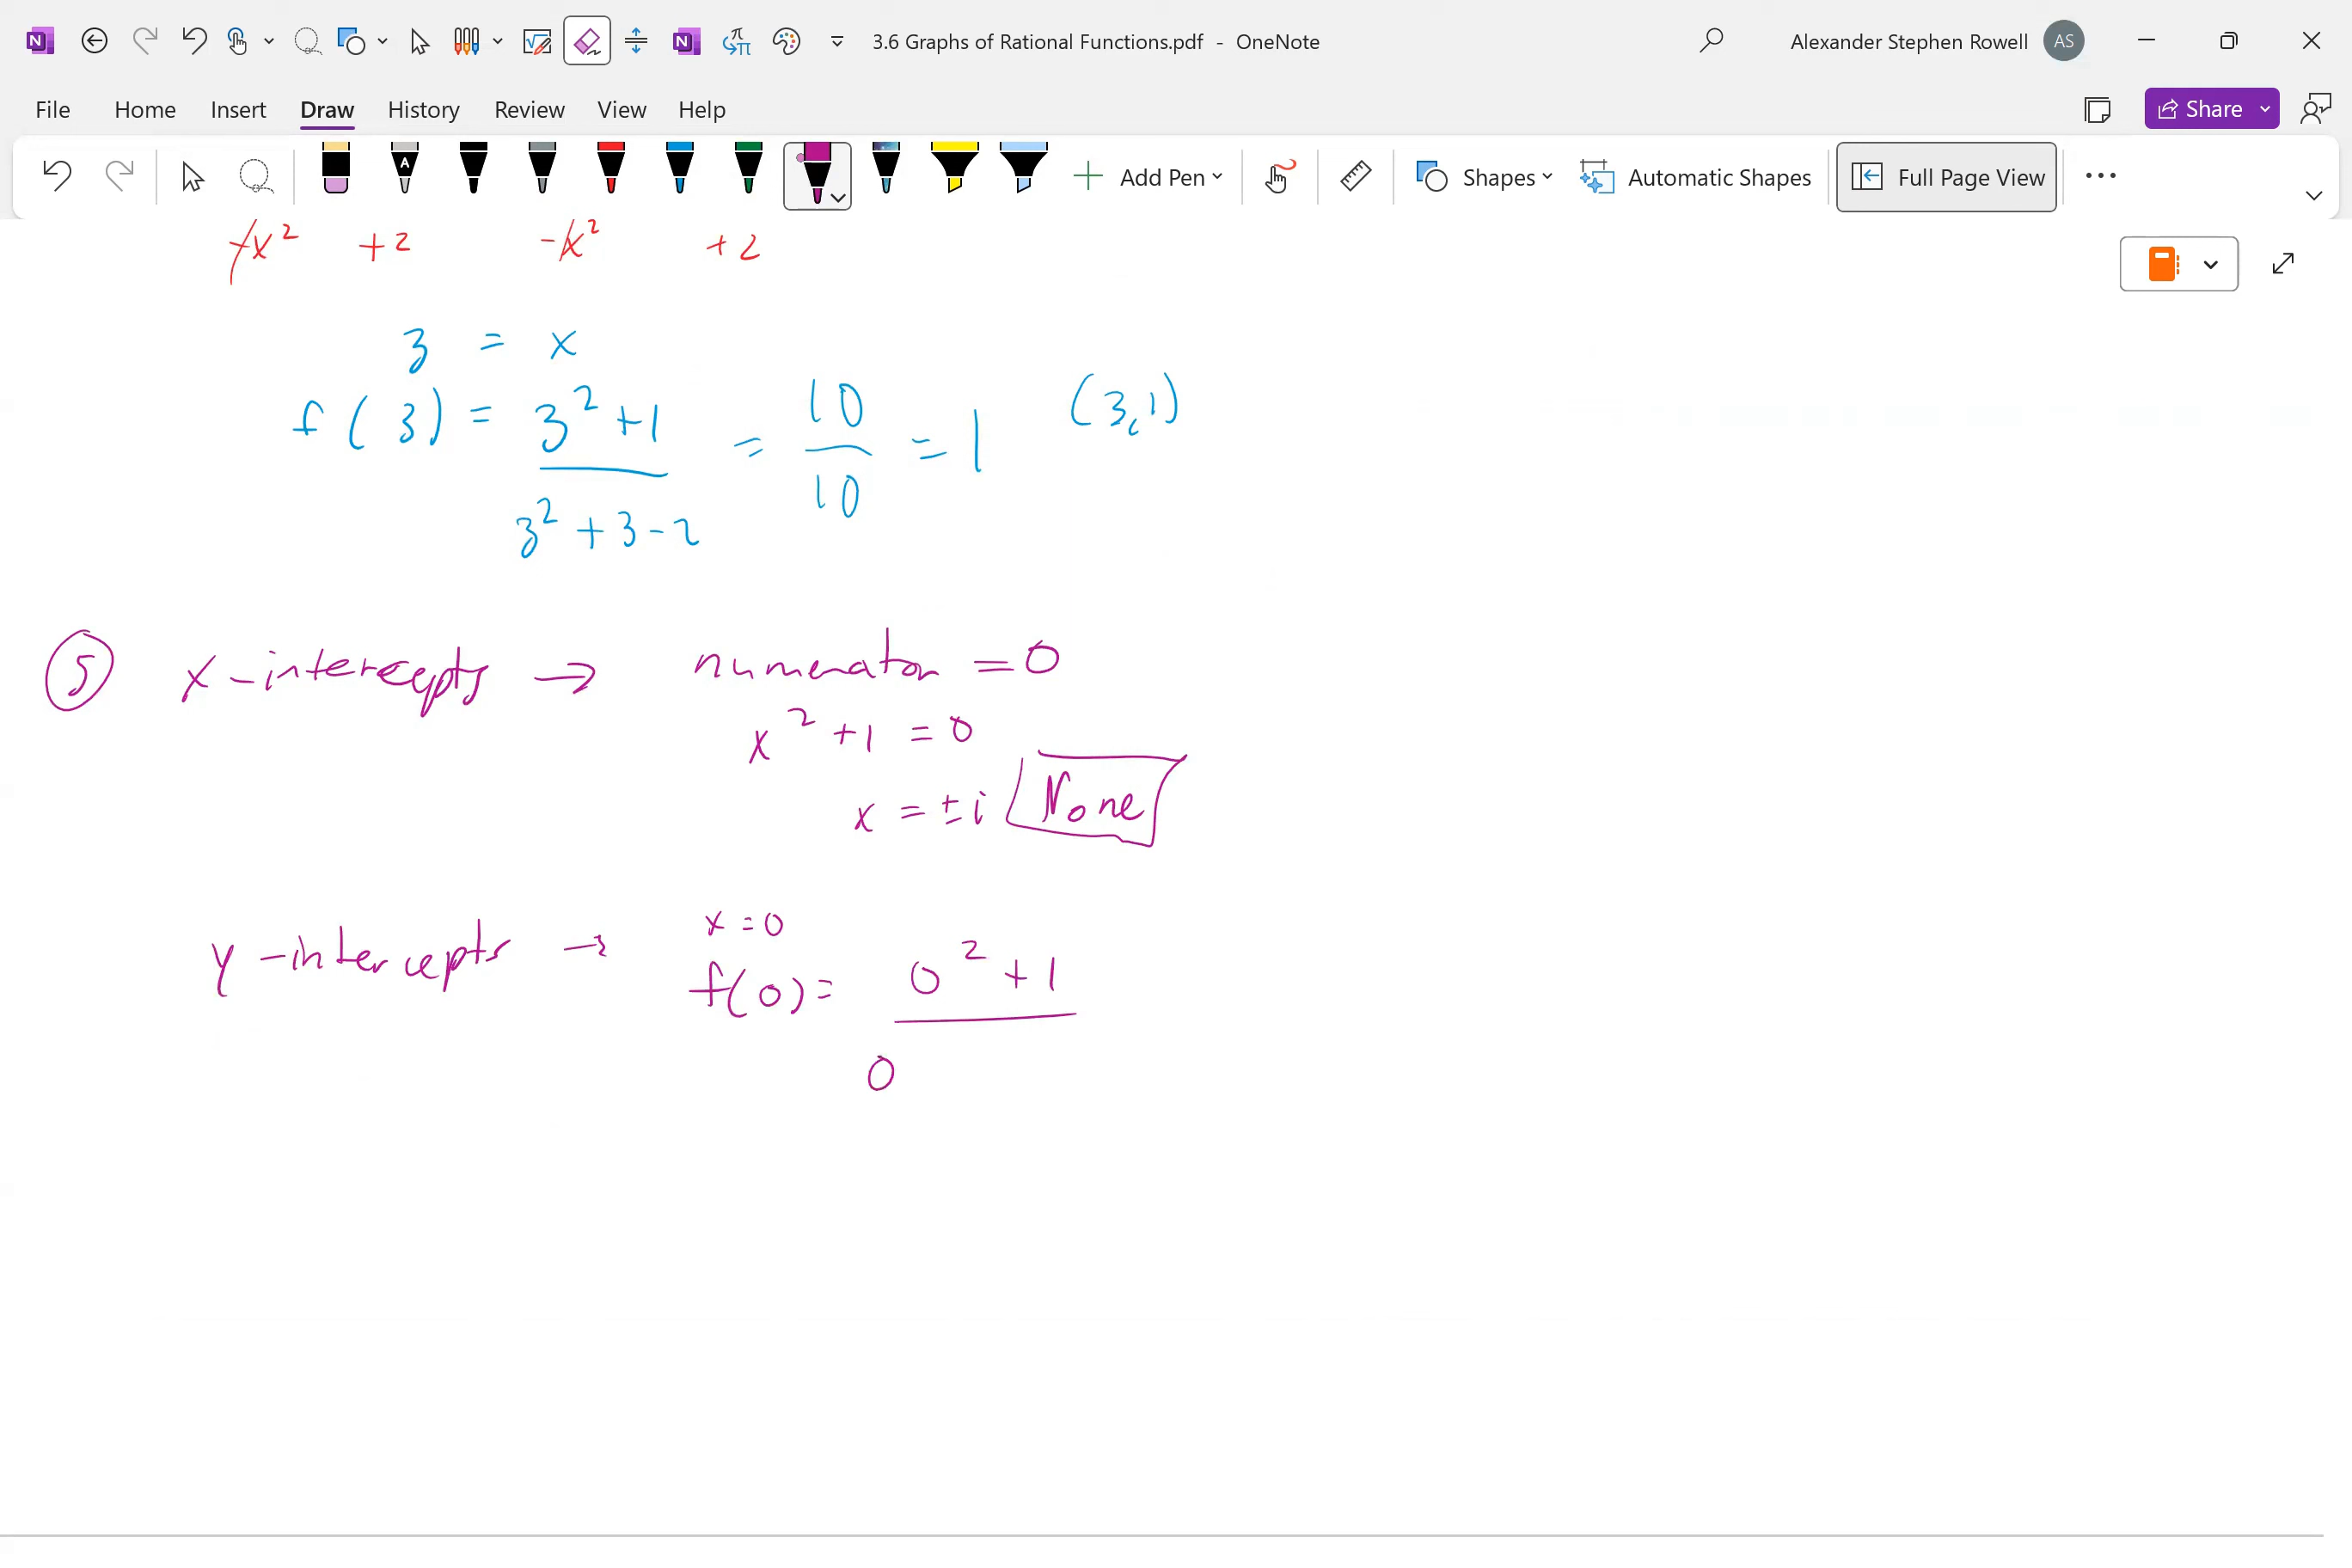 3.6 Graphs of Rational Functions.pdf - OneNote
Alexander Stephen Rowell AS
File Home Insert Draw History Review View Help
Share
Add Pen Shapes Automatic Shapes Full Page View
-x² +2 -x² +2
3 = x
f(3) = 3² + 1 / 3² + 3 - 2 = 10 / 10 = 1 (3, 1)
5 x-intercepts → numerator = 0
x² + 1 = 0
x = ± i None
y-intercepts → x = 0
f(0) = 0² + 1 / 0